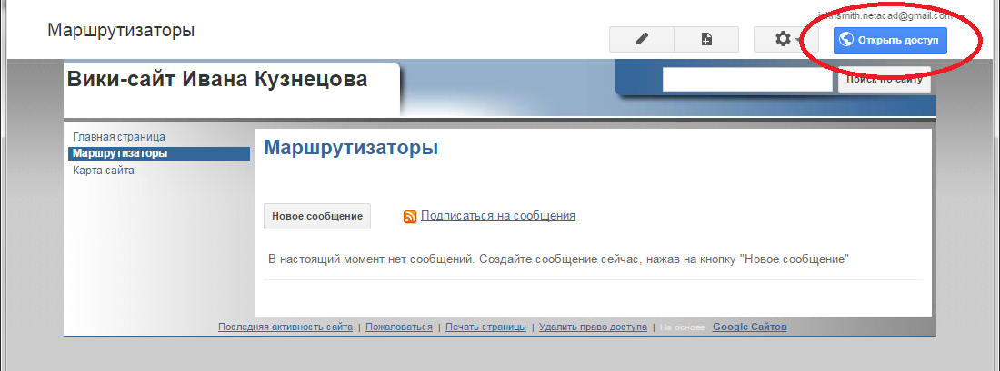 johnsmith.netacad@gmail.com
Маршрутизаторы
Открыть доступ
Вики-сайт Ивана Кузнецова
Поиск по сайту
Главная страница
Маршрутизаторы
Карта сайта
Маршрутизаторы
Новое сообщение
Подписаться на сообщения
В настоящий момент нет сообщений. Создайте сообщение сейчас, нажав на кнопку "Новое сообщение"
Последняя активность сайта | Пожаловаться | Печать страницы | Удалить право доступа | На основе Google Сайтов